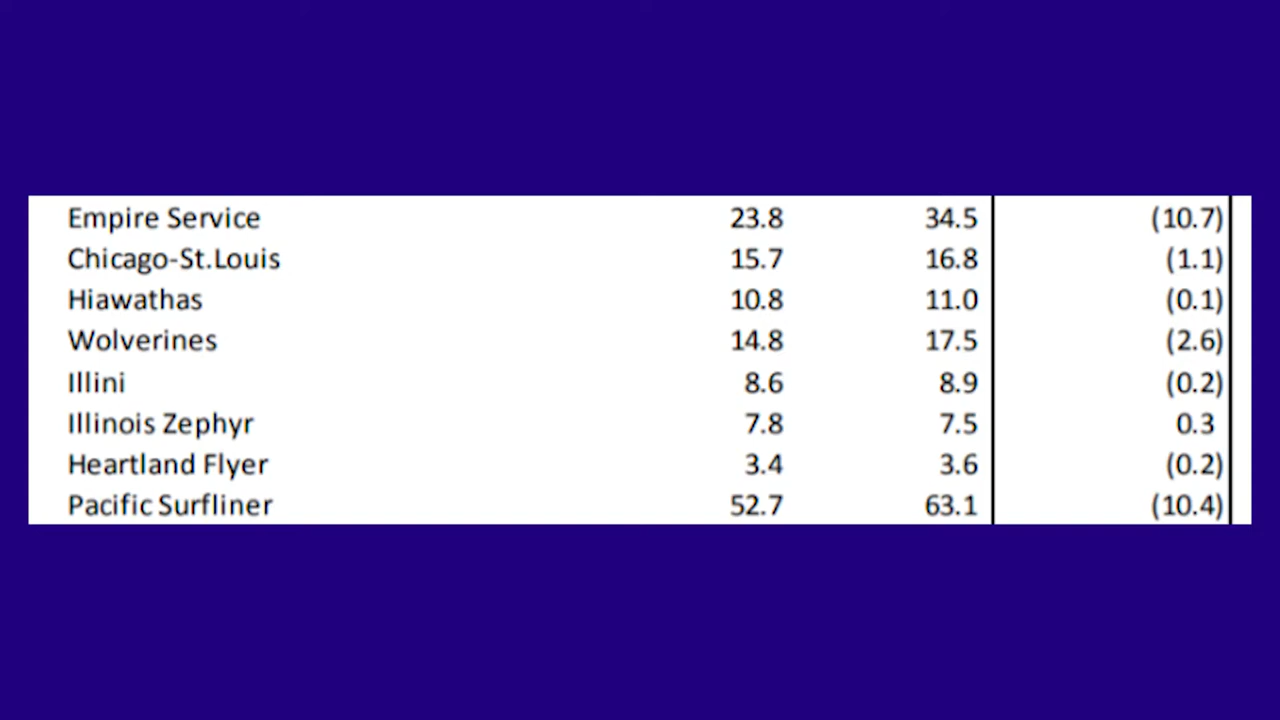 Empire Service 23.8 34.5 (10.7)
Chicago-St.Louis 15.7 16.8 (1.1)
Hiawathas 10.8 11.0 (0.1)
Wolverines 14.8 17.5 (2.6)
Illini 8.6 8.9 (0.2)
Illinois Zephyr 7.8 7.5 0.3
Heartland Flyer 3.4 3.6 (0.2)
Pacific Surfliner 52.7 63.1 (10.4)